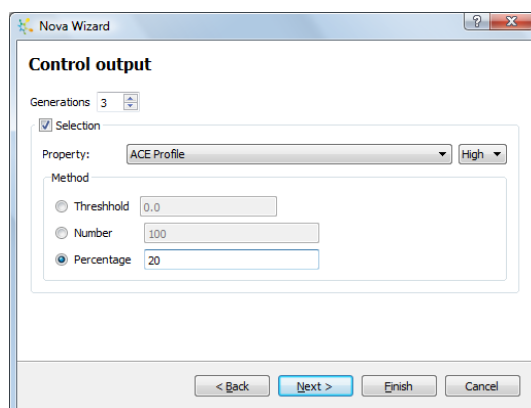 Nova Wizard
Control output
Generations 3
Selection
Property: ACE Profile High
Method
Threshhold 0.0
Number 100
Percentage 20
< Back Next > Finish Cancel